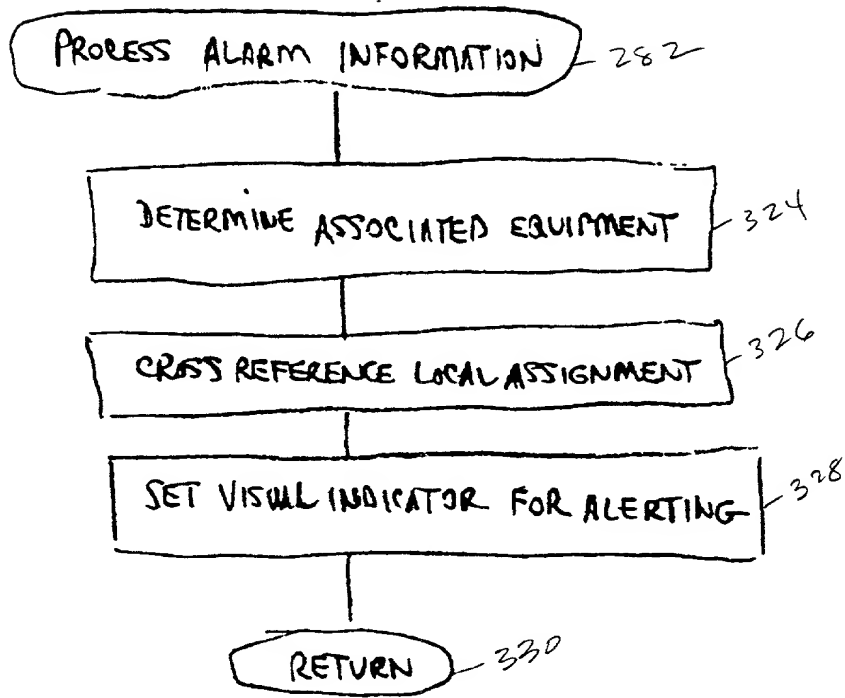 PROCESS ALARM INFORMATION 282
DETERMINE ASSOCIATED EQUIPMENT 324
CROSS REFERENCE LOCAL ASSIGNMENT 326
SET VISUAL INDICATOR FOR ALERTING 328
RETURN 330